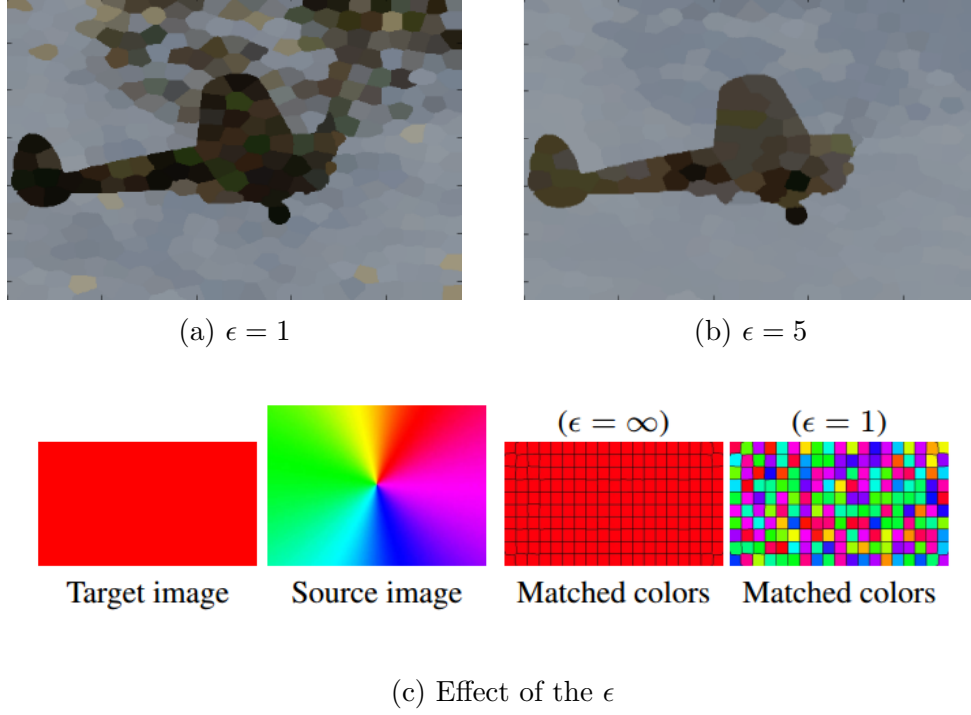 (a) ϵ = 1
(b) ϵ = 5
(ϵ = ∞)
(ϵ = 1)
Target image
Source image
Matched colors
Matched colors
(c) Effect of the ϵ